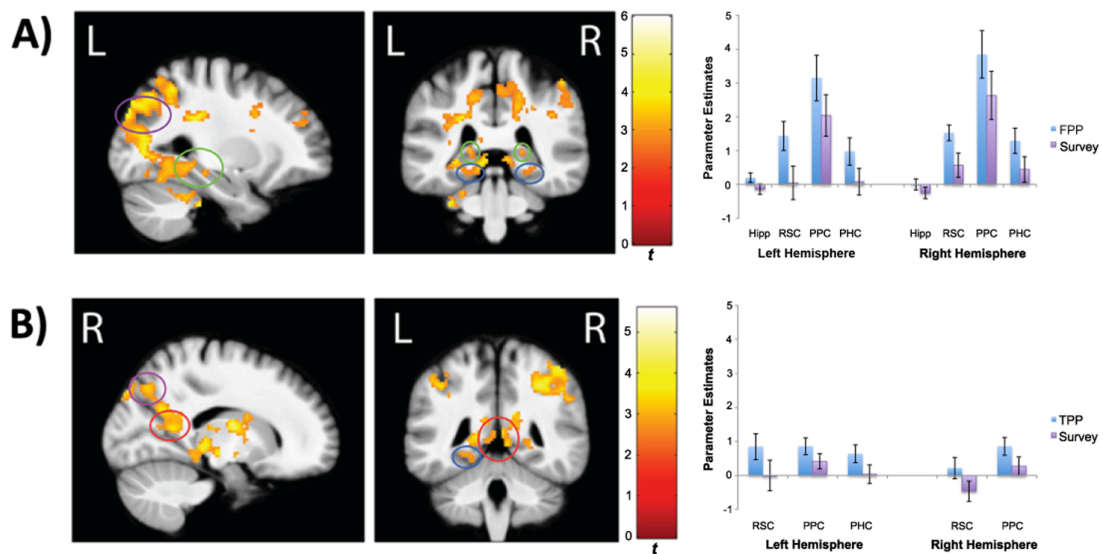 A)
L
L
R
6
5
4
3
2
1
0
t
Parameter Estimates
5
4
3
2
1
0
-1
Hipp RSC PPC PHC Hipp RSC PPC PHC
Left Hemisphere Right Hemisphere
FPP
Survey
B)
R
L
R
5
4
3
2
1
0
t
Parameter Estimates
5
4
3
2
1
0
-1
RSC PPC PHC RSC PPC
Left Hemisphere Right Hemisphere
TPP
Survey